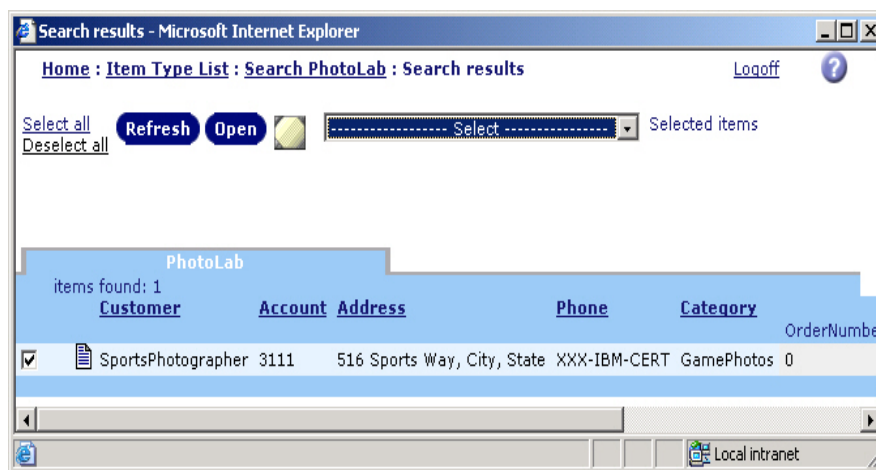 Search results - Microsoft Internet Explorer
Home : Item Type List : Search PhotoLab : Search results Logoff ?
Select all Refresh Open ------------------ Select ---------------- Selected items
Deselect all
PhotoLab
items found: 1
Customer Account Address Phone Category
OrderNumbe
SportsPhotographer 3111 516 Sports Way, City, State XXX-IBM-CERT GamePhotos 0
Local intranet